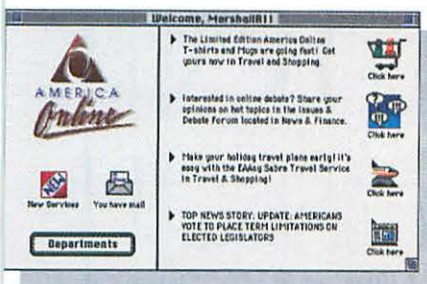 Welcome, MarshallR11
AMERICA
Online
New Services
You have mail
Departments
The Limited Edition America Online
T-shirts and Mugs are going fast! Get
yours now in Travel and Shopping.
Click here
Interested in online debate? Share your
opinions on hot topics in the Issues &
Debate Forum located in News & Finance.
Click here
Make your holiday travel plans early! It's
easy with the EAAsy Sabre Travel Service
in Travel & Shopping!
Click here
TOP NEWS STORY: UPDATE: AMERICANS
VOTE TO PLACE TERM LIMITATIONS ON
ELECTED LEGISLATORS
Click here